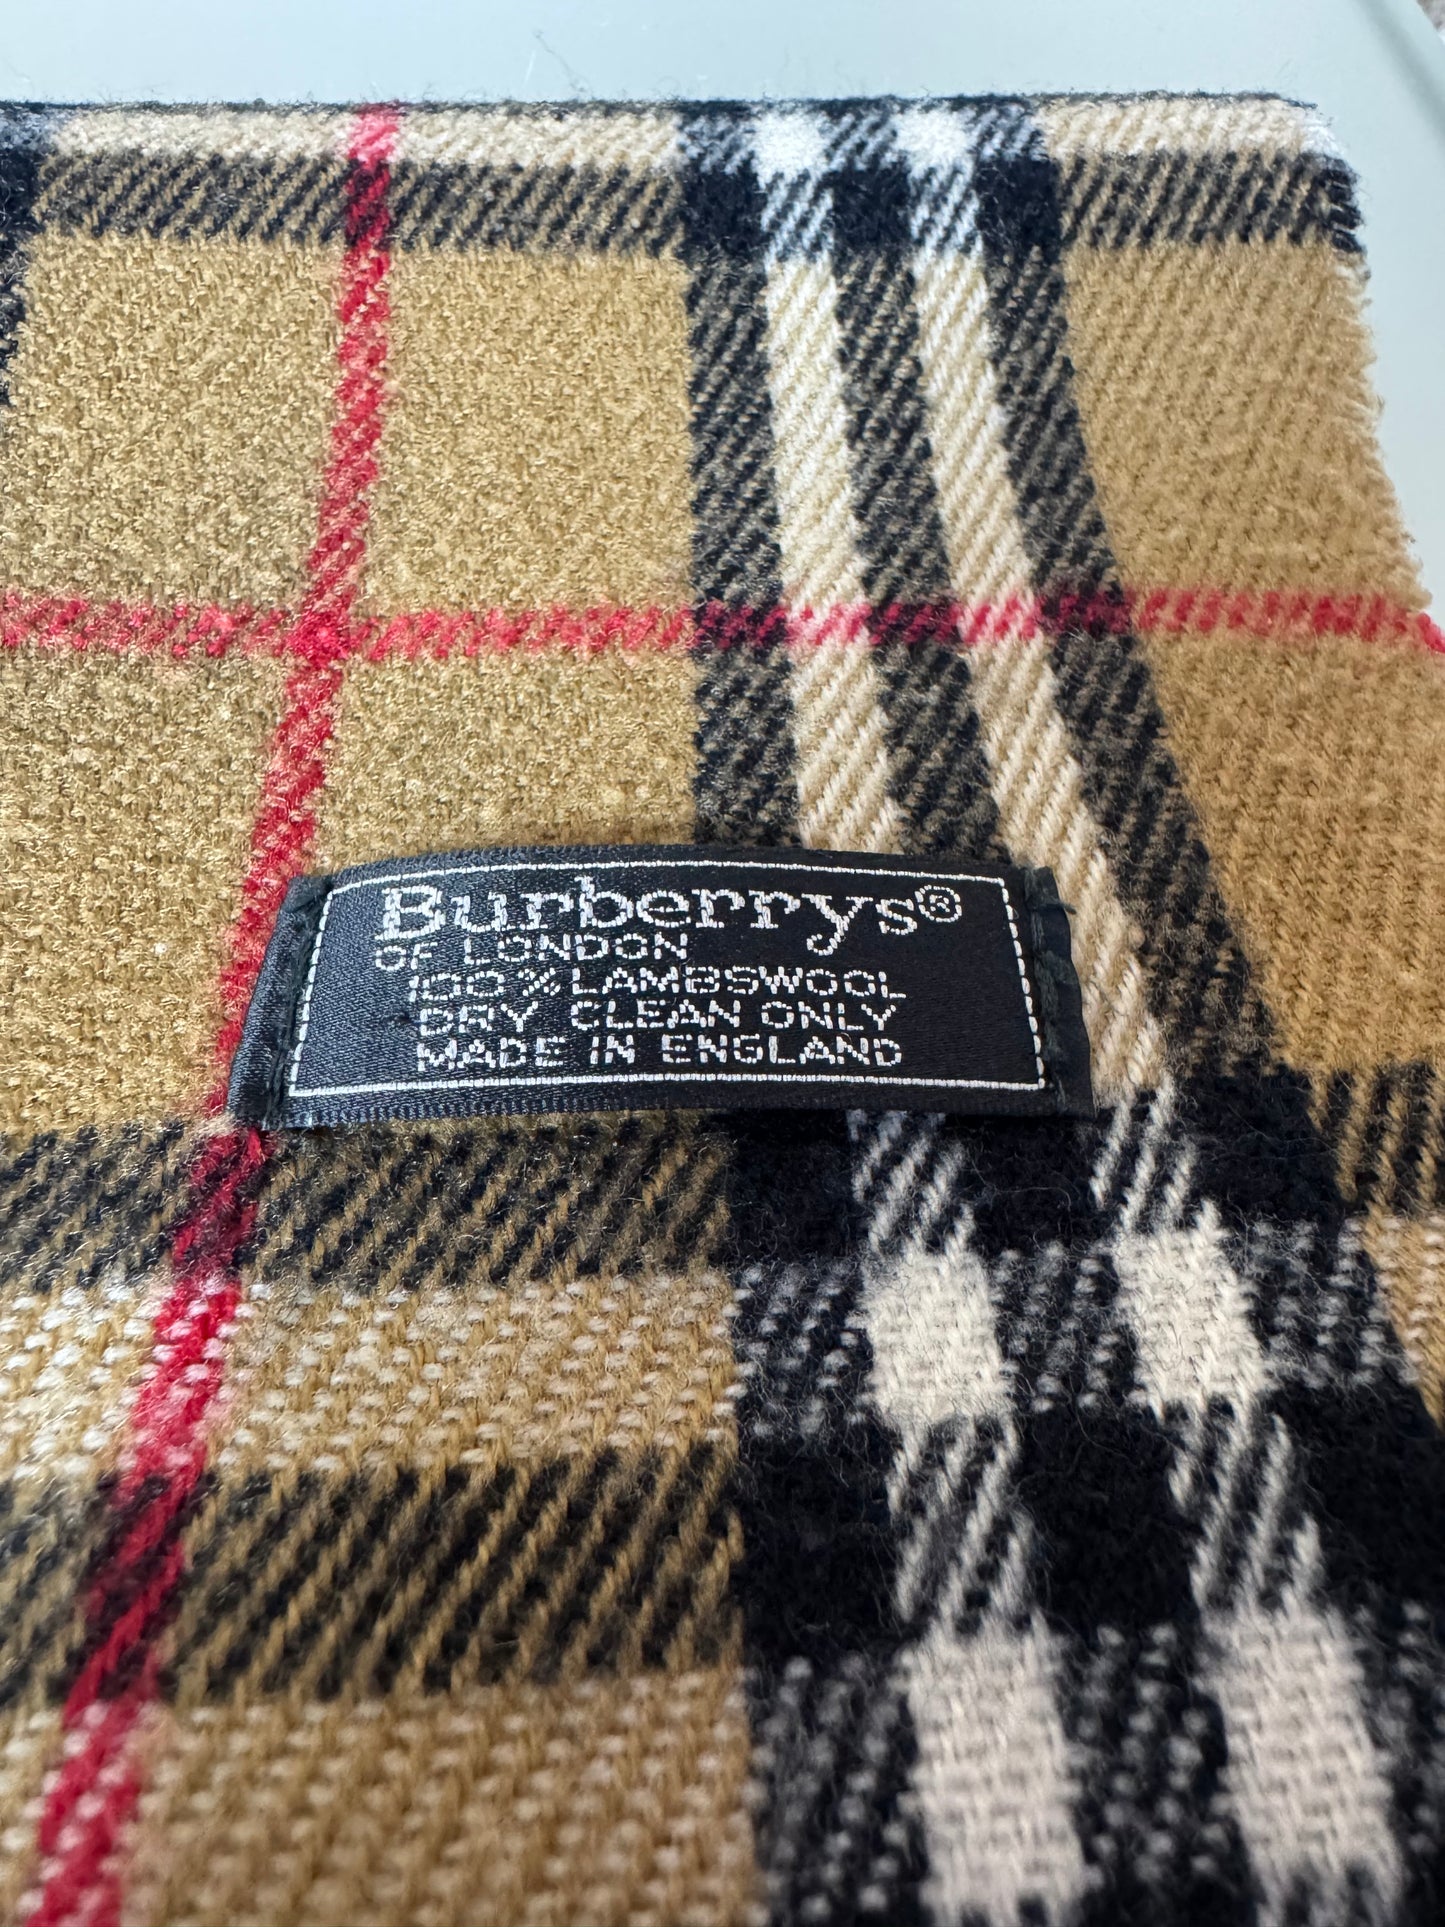 Burberrys®
OF LONDON
100% LAMBSWOOL
DRY CLEAN ONLY
MADE IN ENGLAND